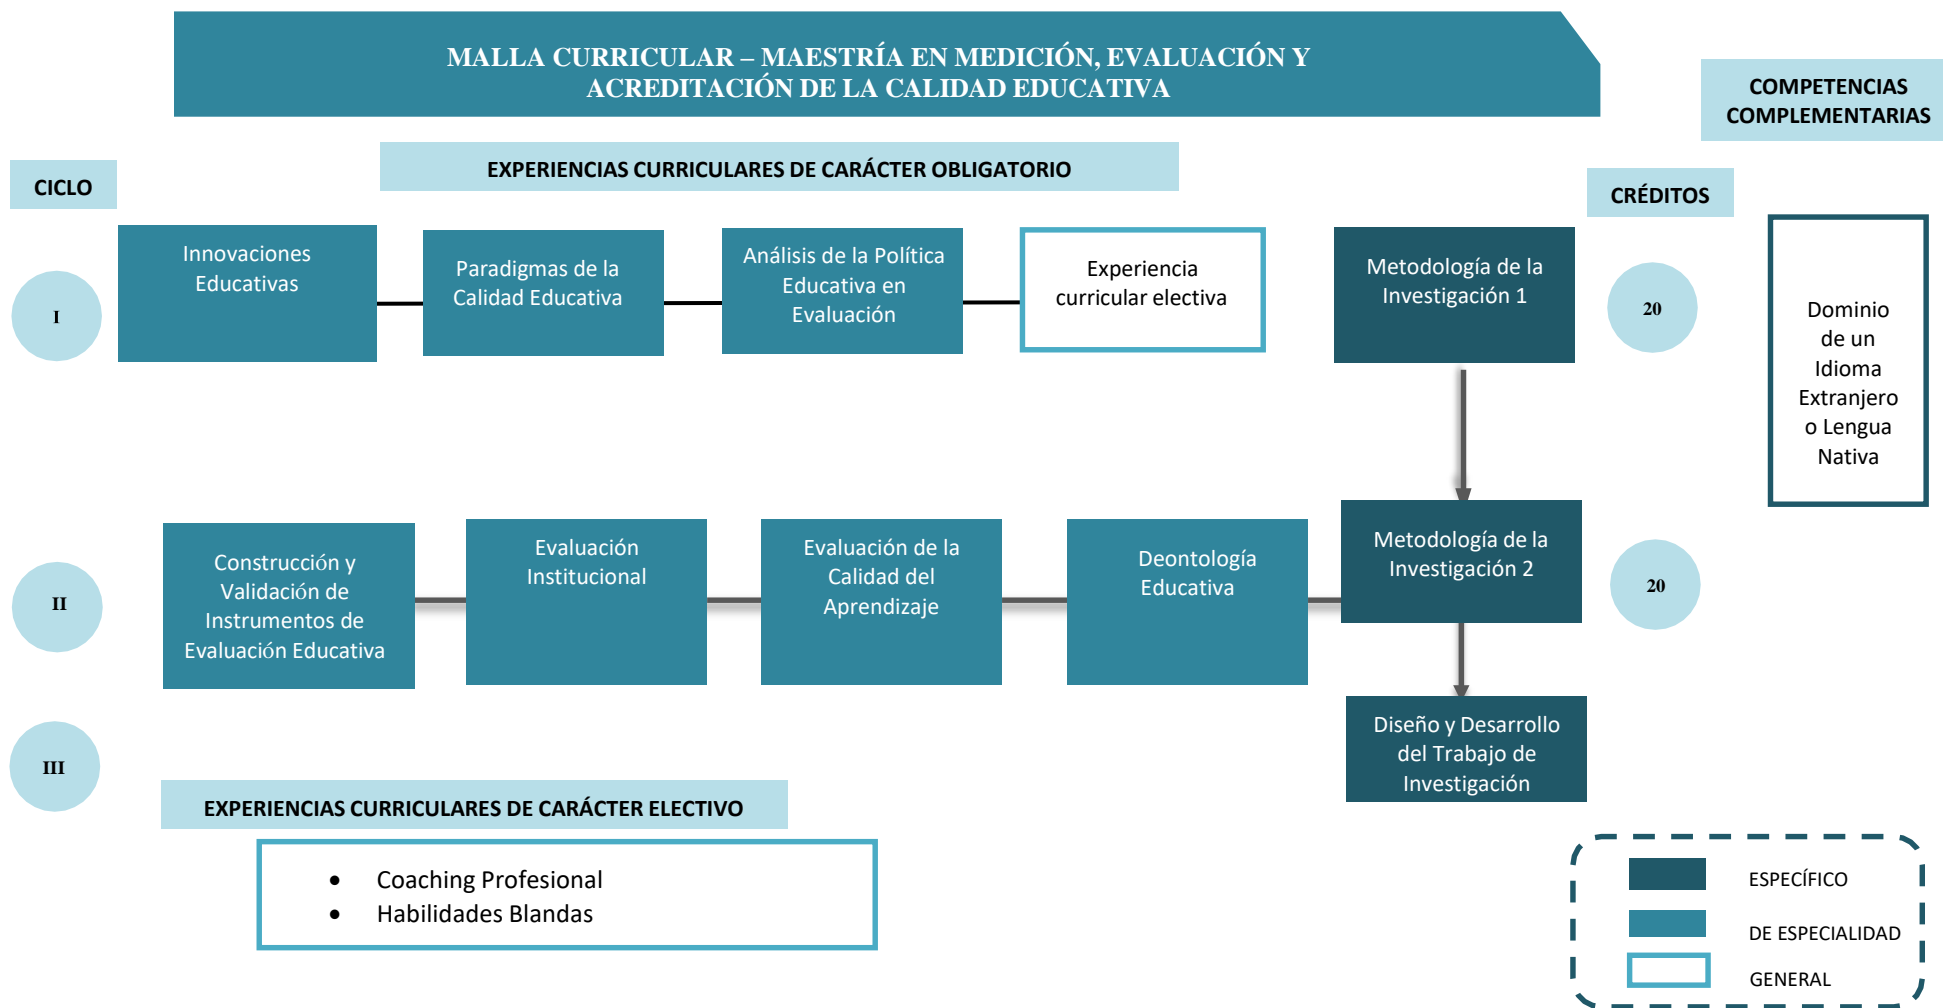 MALLA CURRICULAR – MAESTRÍA EN MEDICIÓN, EVALUACIÓN Y
ACREDITACIÓN DE LA CALIDAD EDUCATIVA
COMPETENCIAS
COMPLEMENTARIAS
EXPERIENCIAS CURRICULARES DE CARÁCTER OBLIGATORIO
CICLO
CRÉDITOS
I
Innovaciones
Educativas
Paradigmas de la
Calidad Educativa
Análisis de la Política
Educativa en
Evaluación
Experiencia
curricular electiva
Metodología de la
Investigación 1
20
Dominio
de un
Idioma
Extranjero
o Lengua
Nativa
II
Construcción y
Validación de
Instrumentos de
Evaluación Educativa
Evaluación
Institucional
Evaluación de la
Calidad del
Aprendizaje
Deontología
Educativa
Metodología de la
Investigación 2
20
III
Diseño y Desarrollo
del Trabajo de
Investigación
EXPERIENCIAS CURRICULARES DE CARÁCTER ELECTIVO
• Coaching Profesional
• Habilidades Blandas
ESPECÍFICO
DE ESPECIALIDAD
GENERAL